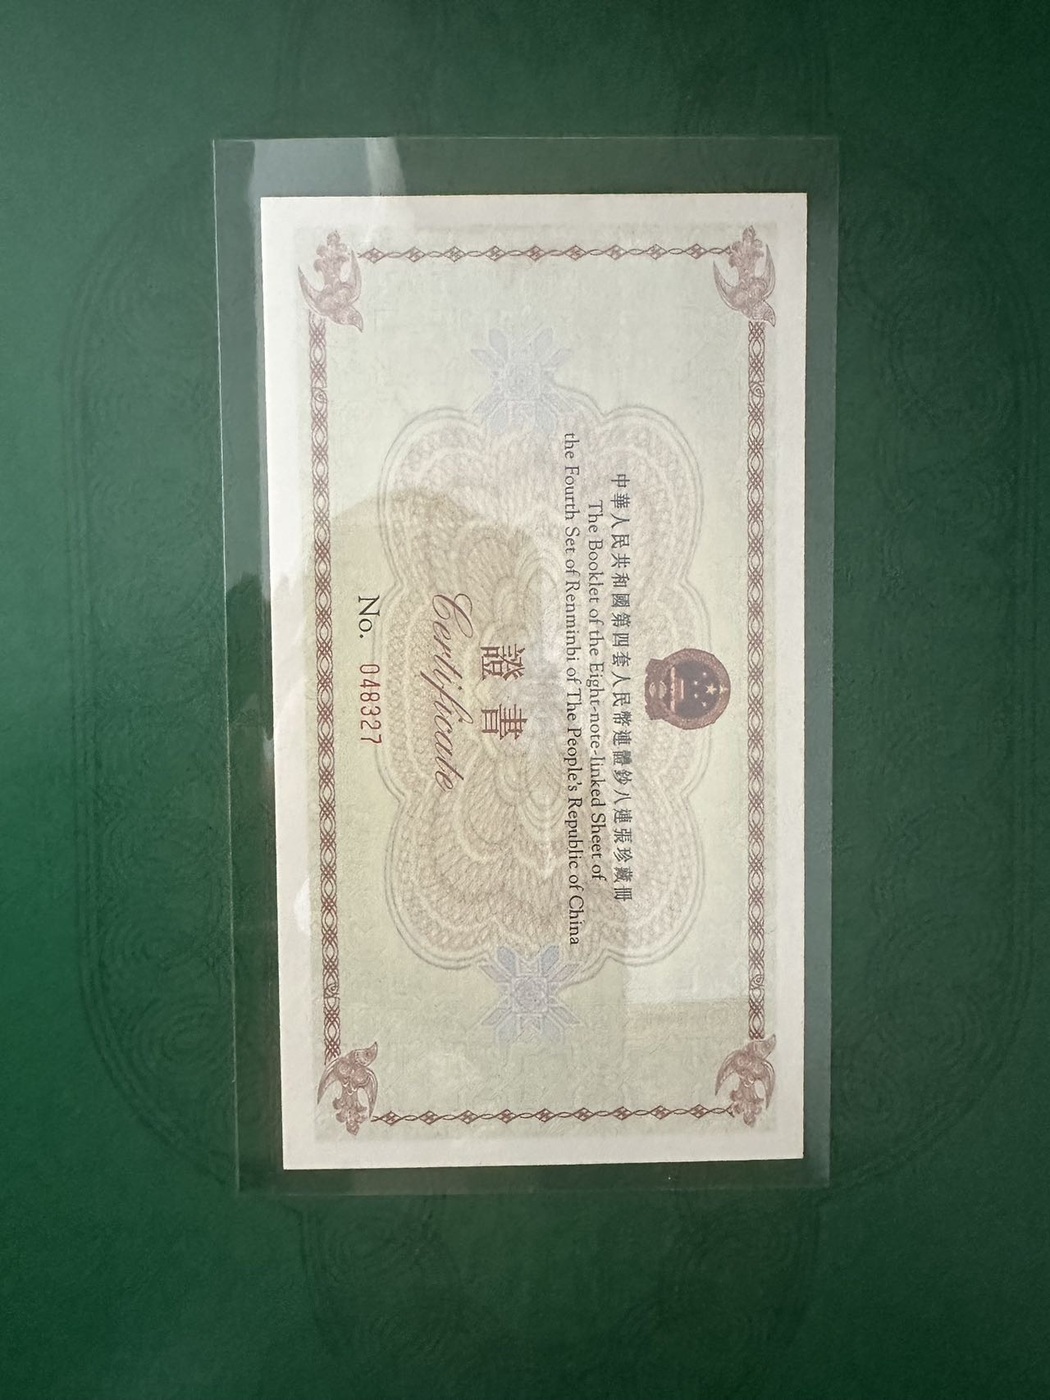 中華人民共和國第四套人民幣連體鈔八連張珍藏冊
The Booklet of the Eight-note-linked Sheet of
the Fourth Set of Renminbi of The People's Republic of China
證書
Certificate
No. 048327